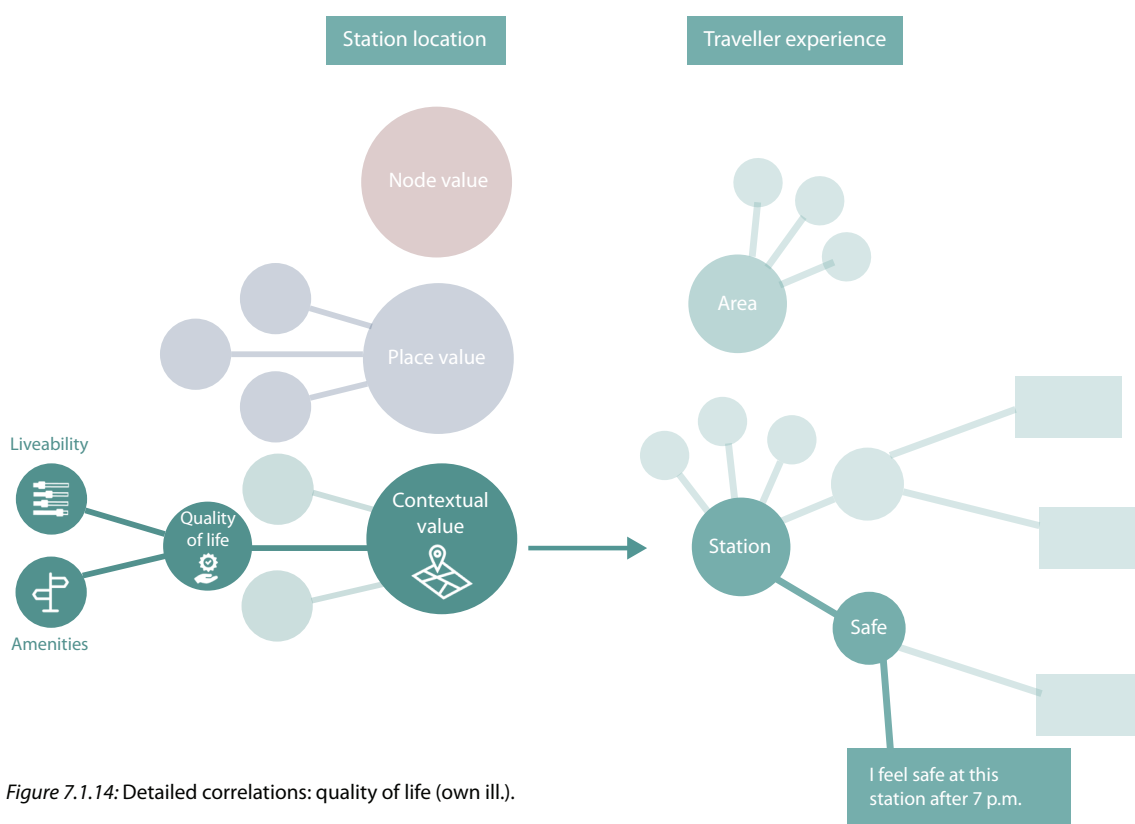 Station location
Traveller experience
Node value
Area
Place value
Liveability
Contextual
value
Quality
of life
Station
Safe
Amenities
I feel safe at this
station after 7 p.m.
Figure 7.1.14: Detailed correlations: quality of life (own ill.).